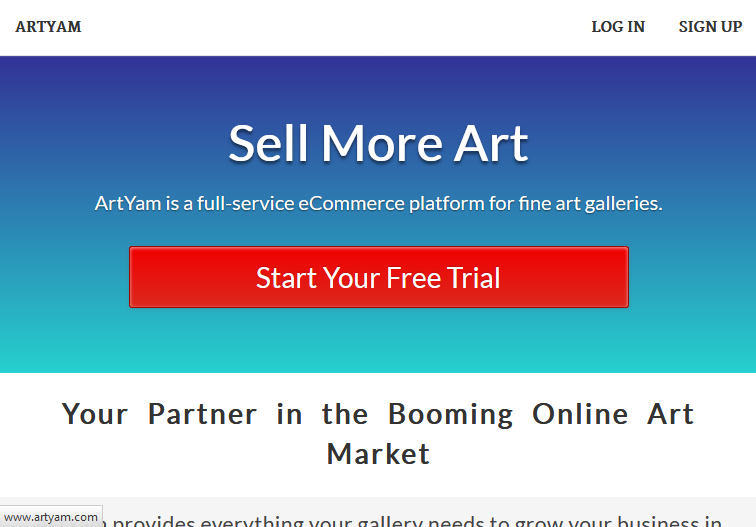 ARTYAM LOG IN SIGN UP
Sell More Art
ArtYam is a full-service eCommerce platform for fine art galleries.
Start Your Free Trial
Your Partner in the Booming Online Art
Market
provides everything your gallery needs to grow your business in
www.artyam.com